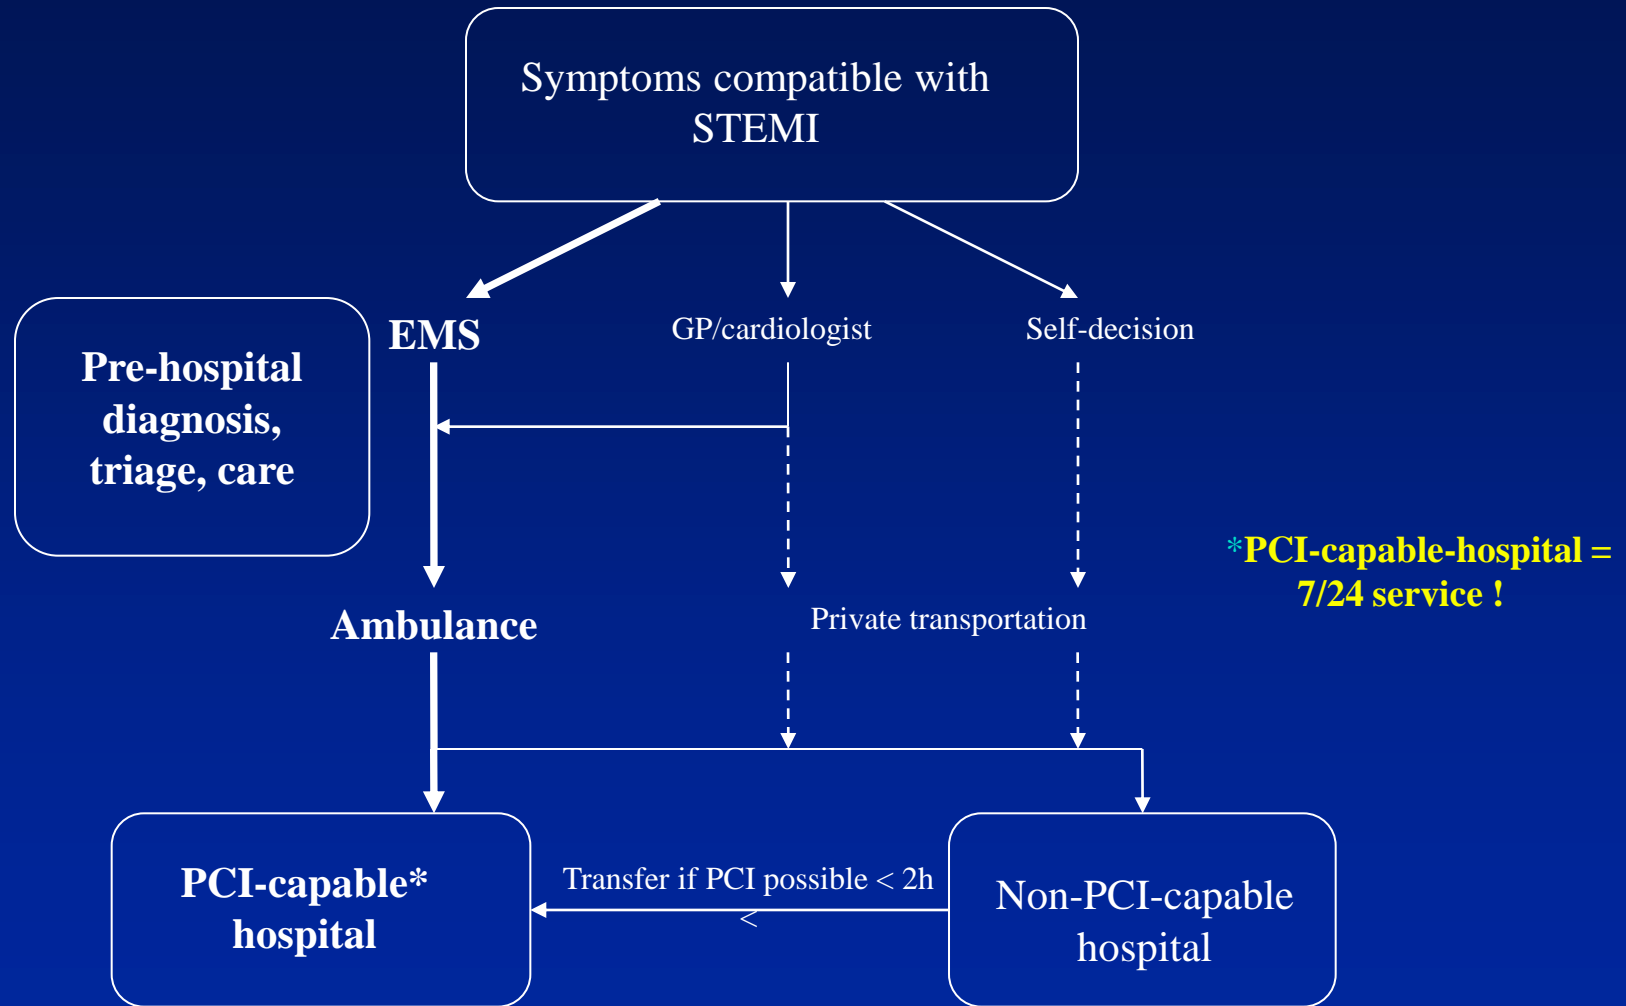 Symptoms compatible with
STEMI
EMS
GP/cardiologist
Self-decision
Pre-hospital
diagnosis,
triage, care
*PCI-capable-hospital =
7/24 service !
Ambulance
Private transportation
PCI-capable*
hospital
Transfer if PCI possible < 2h
<
Non-PCI-capable
hospital